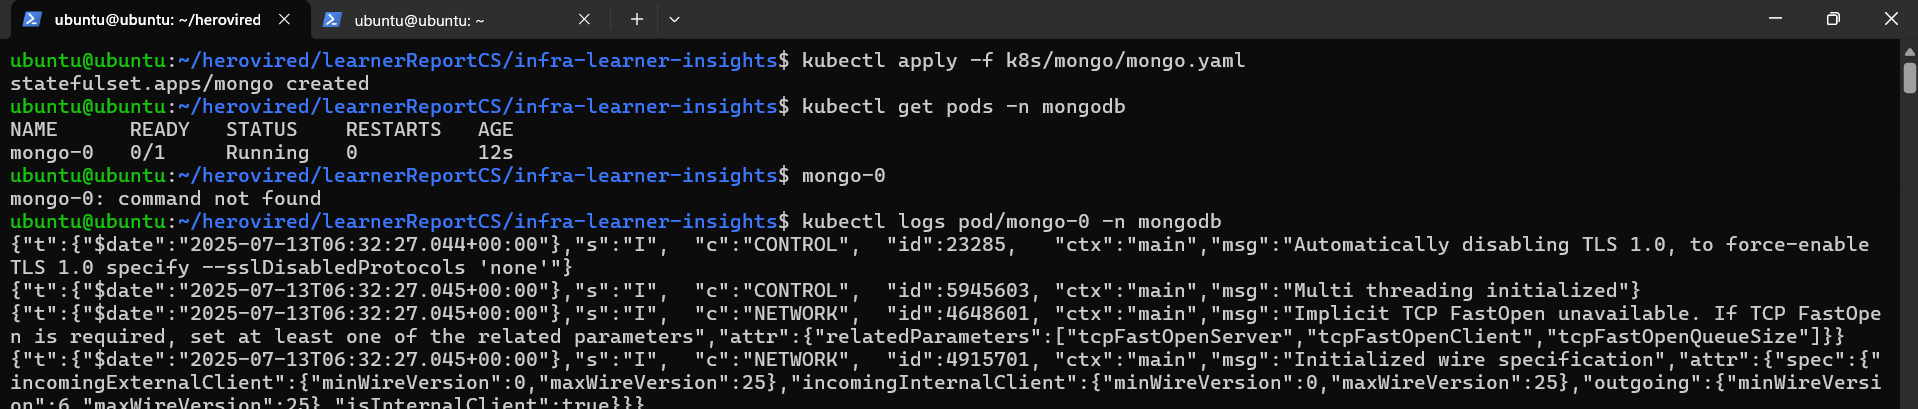 ubuntu@ubuntu: ~/herovired
ubuntu@ubuntu: ~
ubuntu@ubuntu:~/herovired/learnerReportCS/infra-learner-insights$ kubectl apply -f k8s/mongo/mongo.yaml
statefulset.apps/mongo created
ubuntu@ubuntu:~/herovired/learnerReportCS/infra-learner-insights$ kubectl get pods -n mongodb
NAME      READY   STATUS    RESTARTS   AGE
mongo-0   0/1     Running   0          12s
ubuntu@ubuntu:~/herovired/learnerReportCS/infra-learner-insights$ mongo-0
mongo-0: command not found
ubuntu@ubuntu:~/herovired/learnerReportCS/infra-learner-insights$ kubectl logs pod/mongo-0 -n mongodb
{"t":{"$date":"2025-07-13T06:32:27.044+00:00"},"s":"I",  "c":"CONTROL",  "id":23285,   "ctx":"main","msg":"Automatically disabling TLS 1.0, to force-enable
TLS 1.0 specify --sslDisabledProtocols 'none'"}
{"t":{"$date":"2025-07-13T06:32:27.045+00:00"},"s":"I",  "c":"CONTROL",  "id":5945603, "ctx":"main","msg":"Multi threading initialized"}
{"t":{"$date":"2025-07-13T06:32:27.045+00:00"},"s":"I",  "c":"NETWORK",  "id":4648601, "ctx":"main","msg":"Implicit TCP FastOpen unavailable. If TCP FastOpe
n is required, set at least one of the related parameters","attr":{"relatedParameters":["tcpFastOpenServer","tcpFastOpenClient","tcpFastOpenQueueSize"]}}
{"t":{"$date":"2025-07-13T06:32:27.045+00:00"},"s":"I",  "c":"NETWORK",  "id":4915701, "ctx":"main","msg":"Initialized wire specification","attr":{"spec":{"
incomingExternalClient":{"minWireVersion":0,"maxWireVersion":25},"incomingInternalClient":{"minWireVersion":0,"maxWireVersion":25},"outgoing":{"minWireVersi
on":6,"maxWireVersion":25},"isInternalClient":true}}}